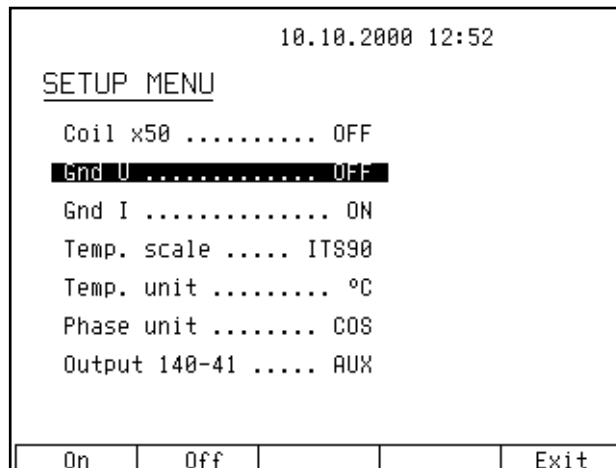 10.10.2000 12:52
SETUP MENU
Coil x50 .......... OFF
Gnd U ............. OFF
Gnd I .............. ON
Temp. scale ..... ITS90
Temp. unit ......... ºC
Phase unit ........ COS
Output 140-41 ..... AUX
On Off Exit